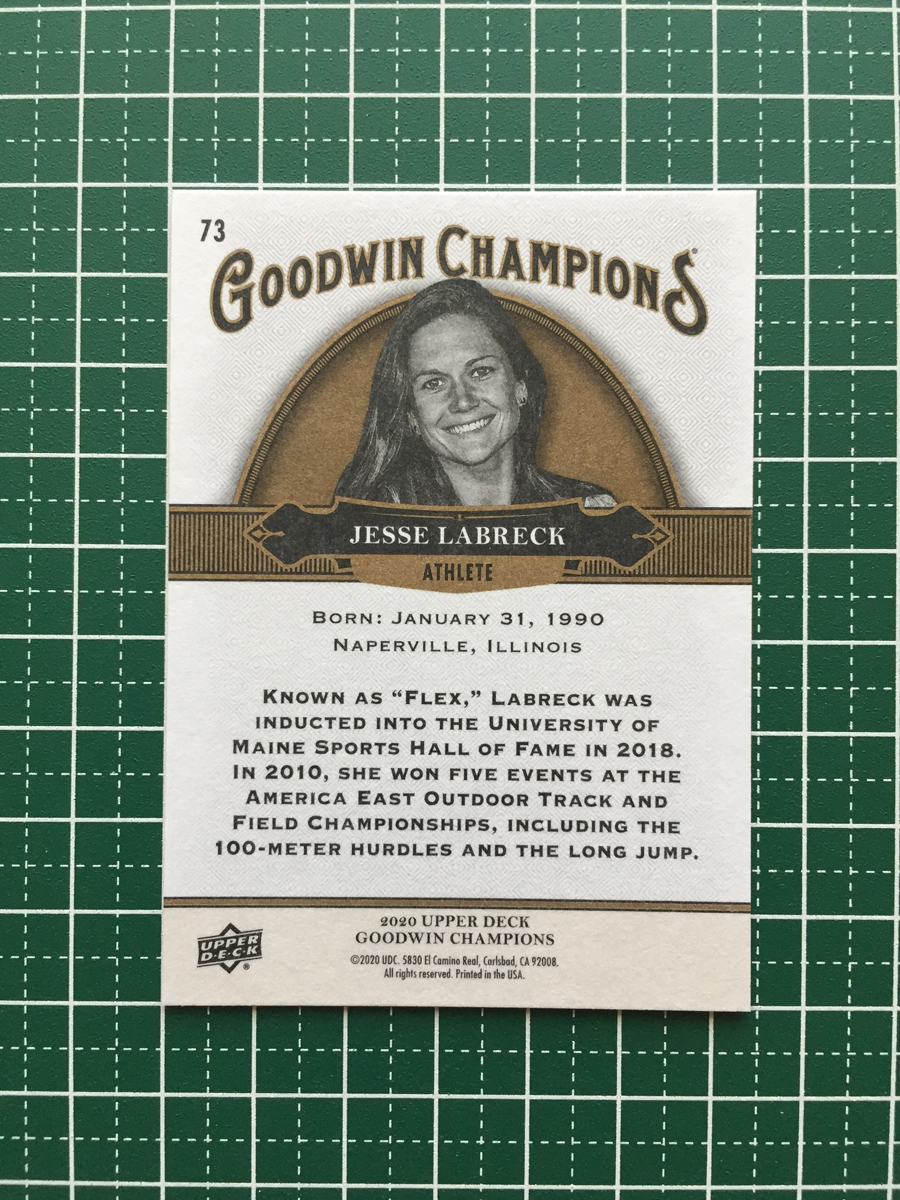 73
GOODWIN CHAMPIONS®
JESSE LABRECK
ATHLETE
BORN: JANUARY 31, 1990
NAPERVILLE, ILLINOIS
KNOWN AS “FLEX,” LABRECK WAS
INDUCTED INTO THE UNIVERSITY OF
MAINE SPORTS HALL OF FAME IN 2018.
IN 2010, SHE WON FIVE EVENTS AT THE
AMERICA EAST OUTDOOR TRACK AND
FIELD CHAMPIONSHIPS, INCLUDING THE
100-METER HURDLES AND THE LONG JUMP.
UPPER
D·E·C·K®
2020 UPPER DECK
GOODWIN CHAMPIONS
©2020 UDC. 5830 El Camino Real, Carlsbad, CA 92008.
All rights reserved. Printed in the USA.